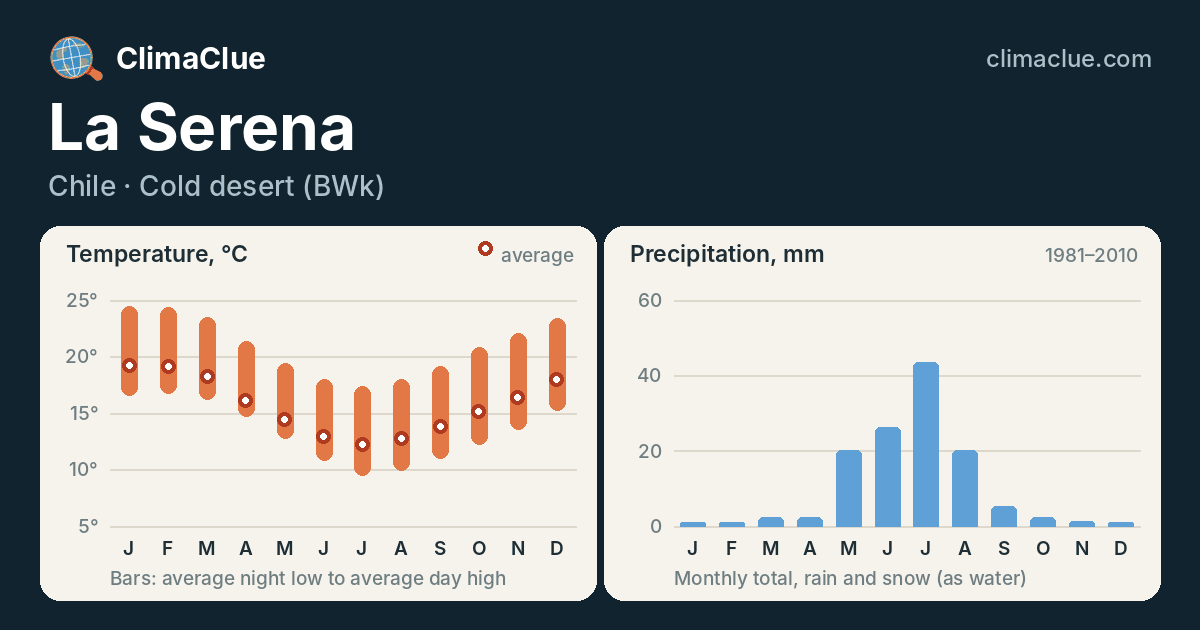 ClimaClue
climaclue.com
La Serena
Chile · Cold desert (BWk)
Temperature, °C
average
25°
20°
15°
10°
5°
J F M A M J J A S O N D
Bars: average night low to average day high
Precipitation, mm
1981–2010
60
40
20
0
J F M A M J J A S O N D
Monthly total, rain and snow (as water)